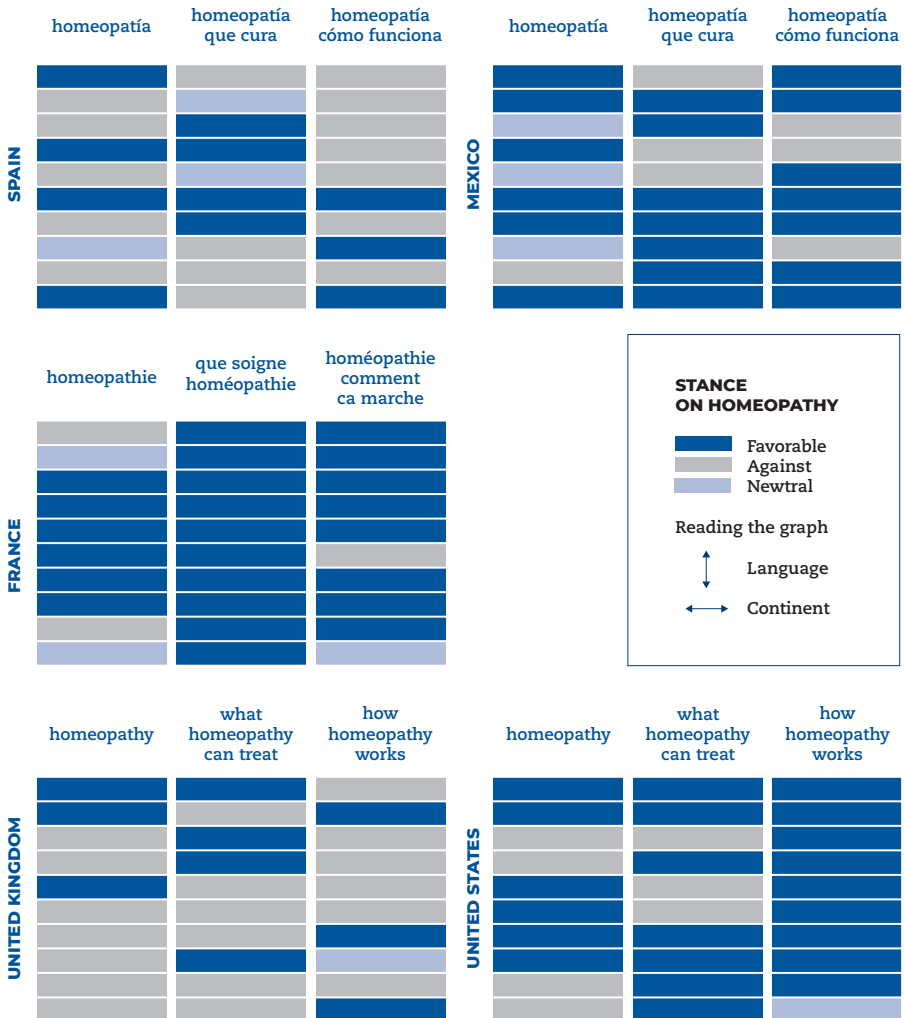 homeopatía
homeopatía
que cura
homeopatía
cómo funciona
SPAIN
homeopatía
homeopatía
que cura
homeopatía
cómo funciona
MEXICO
homeopathie
que soigne
homéopathie
homéopathie
comment
ca marche
FRANCE
STANCE
ON HOMEOPATHY
Favorable
Against
Newtral
Reading the graph
Language
Continent
homeopathy
what
homeopathy
can treat
how
homeopathy
works
UNITED KINGDOM
homeopathy
what
homeopathy
can treat
how
homeopathy
works
UNITED STATES